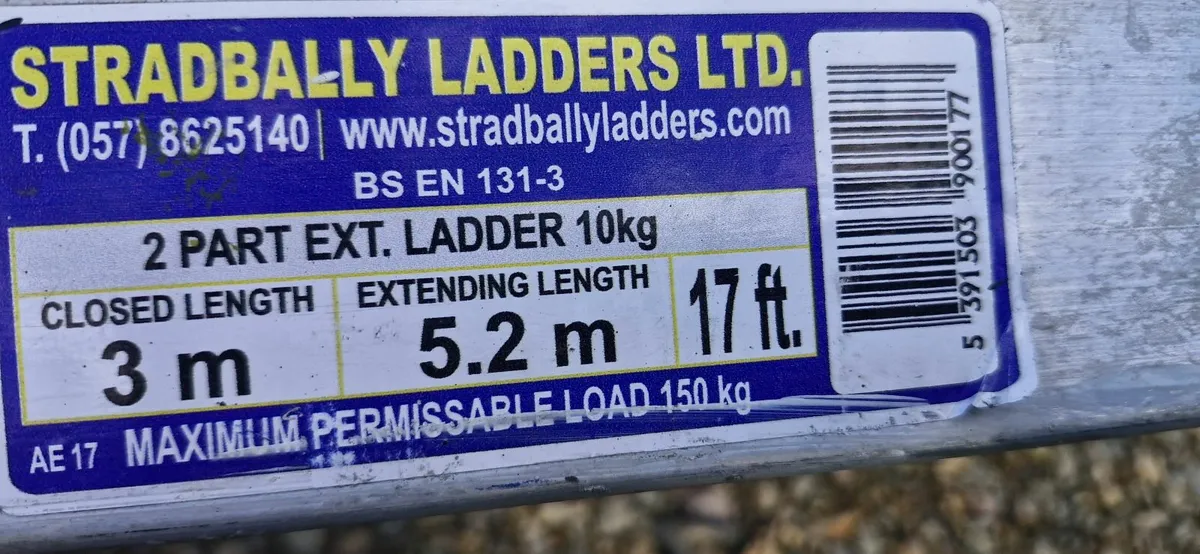 STRADBALLY LADDERS LTD.
T. (057) 8625140 | www.stradballyladders.com
BS EN 131-3
2 PART EXT. LADDER 10kg
CLOSED LENGTH
3 m
EXTENDING LENGTH
5.2 m
17 ft.
AE 17 MAXIMUM PERMISSABLE LOAD 150 kg
5 391503 900177